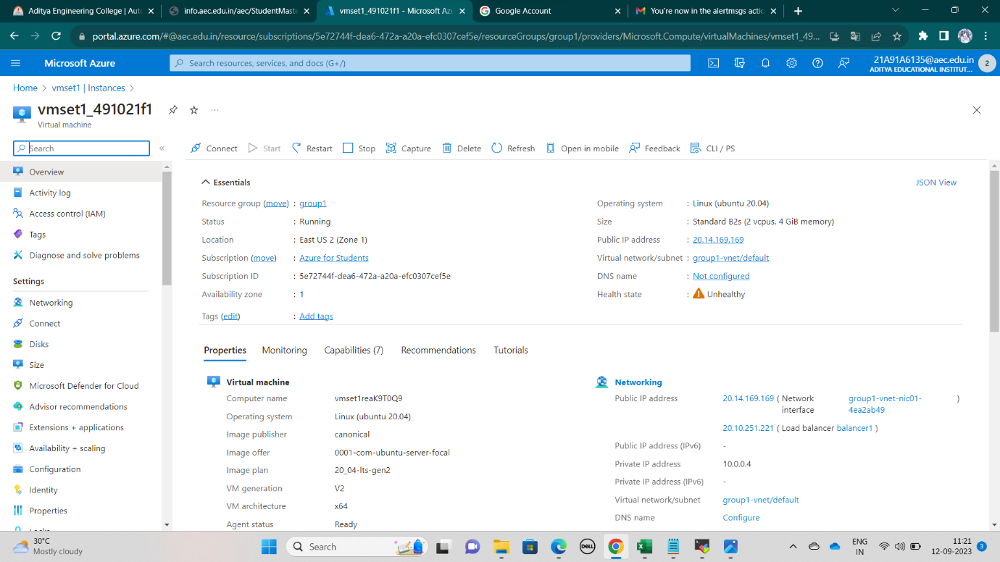 Aditya Engineering College | Auto
info.aec.edu.in/aec/StudentMaste
vmset1_491021f1 - Microsoft Azu
Google Account
You're now in the alertmsgs actio
portal.azure.com/#@aec.edu.in/resource/subscriptions/5e72744f-dea6-472a-a20a-efc0307cef5e/resourceGroups/group1/providers/Microsoft.Compute/virtualMachines/vmset1_49...
Microsoft Azure
Search resources, services, and docs (G+/)
21A91A6135@aec.edu.in
ADITYA EDUCATIONAL INSTITUT...
2
Home > vmset1 | Instances >
vmset1_491021f1
Virtual machine
Search
Connect Start Restart Stop Capture Delete Refresh Open in mobile Feedback CLI / PS
Overview
Activity log
Access control (IAM)
Tags
Diagnose and solve problems
Settings
Networking
Connect
Disks
Size
Microsoft Defender for Cloud
Advisor recommendations
Extensions + applications
Availability + scaling
Configuration
Identity
Properties
Locks
Essentials
JSON View
Resource group (move) : group1
Status : Running
Location : East US 2 (Zone 1)
Subscription (move) : Azure for Students
Subscription ID : 5e72744f-dea6-472a-a20a-efc0307cef5e
Availability zone : 1
Tags (edit) : Add tags
Operating system : Linux (ubuntu 20.04)
Size : Standard B2s (2 vcpus, 4 GiB memory)
Public IP address : 20.14.169.169
Virtual network/subnet : group1-vnet/default
DNS name : Not configured
Health state : Unhealthy
Properties Monitoring Capabilities (7) Recommendations Tutorials
Virtual machine
Computer name vmset1reaK9T0Q9
Operating system Linux (ubuntu 20.04)
Image publisher canonical
Image offer 0001-com-ubuntu-server-focal
Image plan 20_04-lts-gen2
VM generation V2
VM architecture x64
Agent status Ready
Networking
Public IP address 20.14.169.169 ( Network interface group1-vnet-nic01-4ea2ab49 )
20.10.251.221 ( Load balancer balancer1 )
Public IP address (IPv6) -
Private IP address 10.0.0.4
Private IP address (IPv6) -
Virtual network/subnet group1-vnet/default
DNS name Configure
30°C
Mostly cloudy
Search
DELL
ENG
IN
11:21
12-09-2023
3